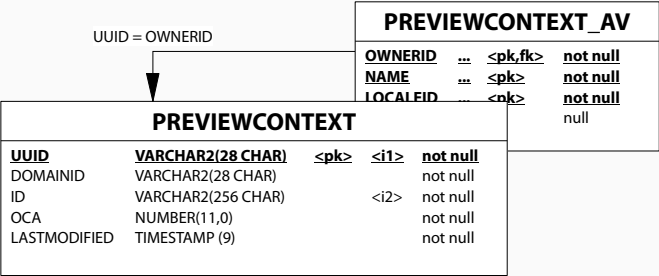 PREVIEWCONTEXT_AV
UUID = OWNERID
OWNERID ... <pk,fk> not null
NAME ... <pk> not null
LOCALEID ... <pk> not null
null
PREVIEWCONTEXT
UUID VARCHAR2(28 CHAR) <pk> <i1> not null
DOMAINID VARCHAR2(28 CHAR) not null
ID VARCHAR2(256 CHAR) <i2> not null
OCA NUMBER(11,0) not null
LASTMODIFIED TIMESTAMP (9) not null